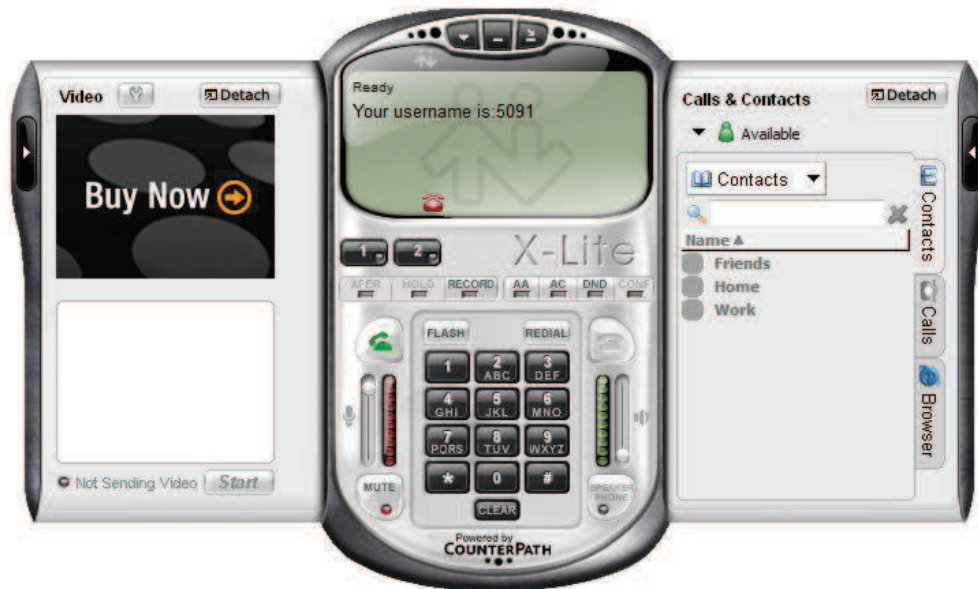 Video
Detach
Buy Now
Not Sending Video
Start
Ready
Your username is:5091
X-Lite
1
2
XFER
HOLD
RECORD
AA
AC
DND
CONF
FLASH
REDIAL
1
2
ABC
3
DEF
4
GHI
5
JKL
6
MNO
7
PQRS
8
TUV
9
WXYZ
*
0
#
MUTE
SPEAKER
PHONE
CLEAR
Powered by
COUNTERPATH
Calls & Contacts
Detach
Available
Contacts
Name
Friends
Home
Work
Contacts
Calls
Browser